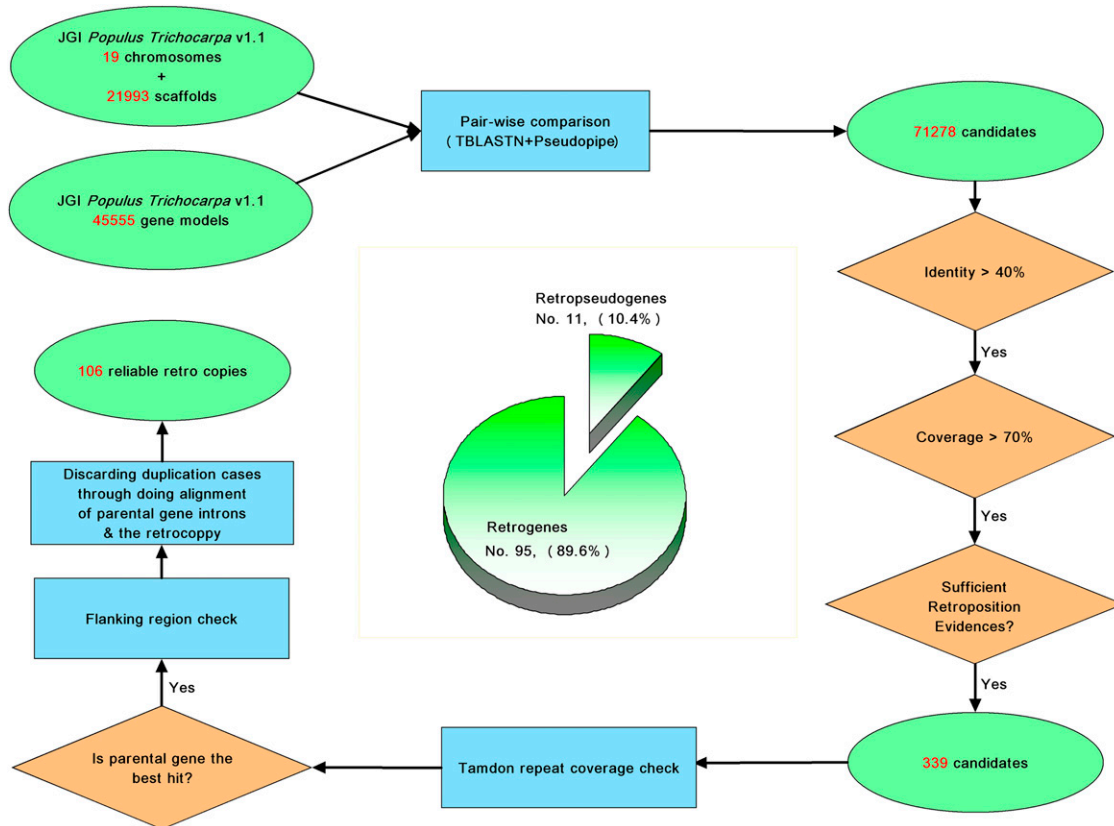 JGI Populus Trichocarpa v1.1
19 chromosomes
+
21993 scaffolds
JGI Populus Trichocarpa v1.1
45555 gene models
Pair-wise comparison
( TBLASTN+Pseudopipe)
71278 candidates
Identity > 40%
Yes
Coverage > 70%
Yes
Sufficient
Retroposition
Evidences?
Yes
339 candidates
Tamdon repeat coverage check
Is parental gene the
best hit?
Yes
Flanking region check
Discarding duplication cases
through doing alignment
of parental gene introns
& the retrocoppy
106 reliable retro copies
Retropseudogenes
No. 11, ( 10.4% )
Retrogenes
No. 95, ( 89.6% )